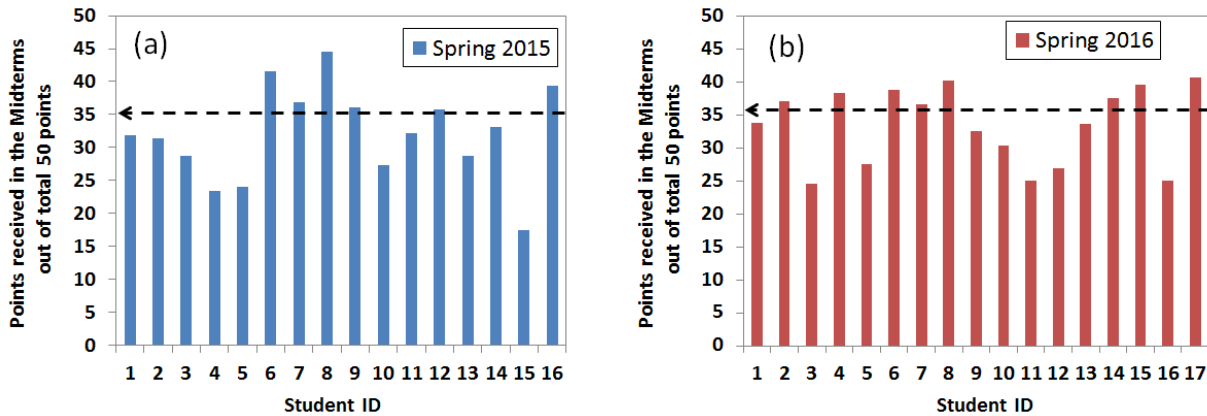 (a)
Spring 2015
Points received in the Midterms
out of total 50 points
50
45
40
35
30
25
20
15
10
5
0
1 2 3 4 5 6 7 8 9 10 11 12 13 14 15 16
Student ID
(b)
Spring 2016
Points received in the Midterms
out of total 50 points
50
45
40
35
30
25
20
15
10
5
0
1 2 3 4 5 6 7 8 9 10 11 12 13 14 15 16 17
Student ID